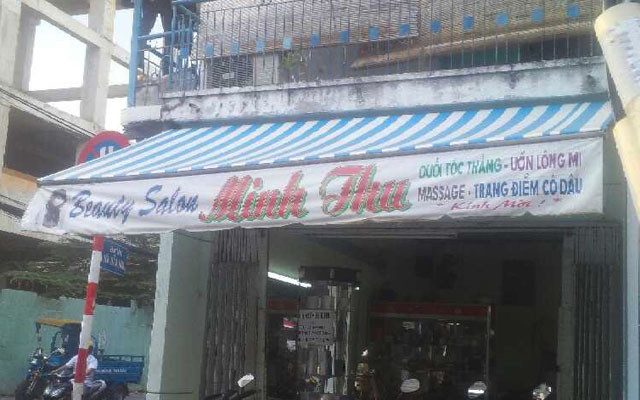 Beauty Salon Minh Thu
DUỖI TÓC THẲNG - UỐN LÔNG MI
MASSAGE - TRANG ĐIỂM CÔ DÂU
Kính Mời!